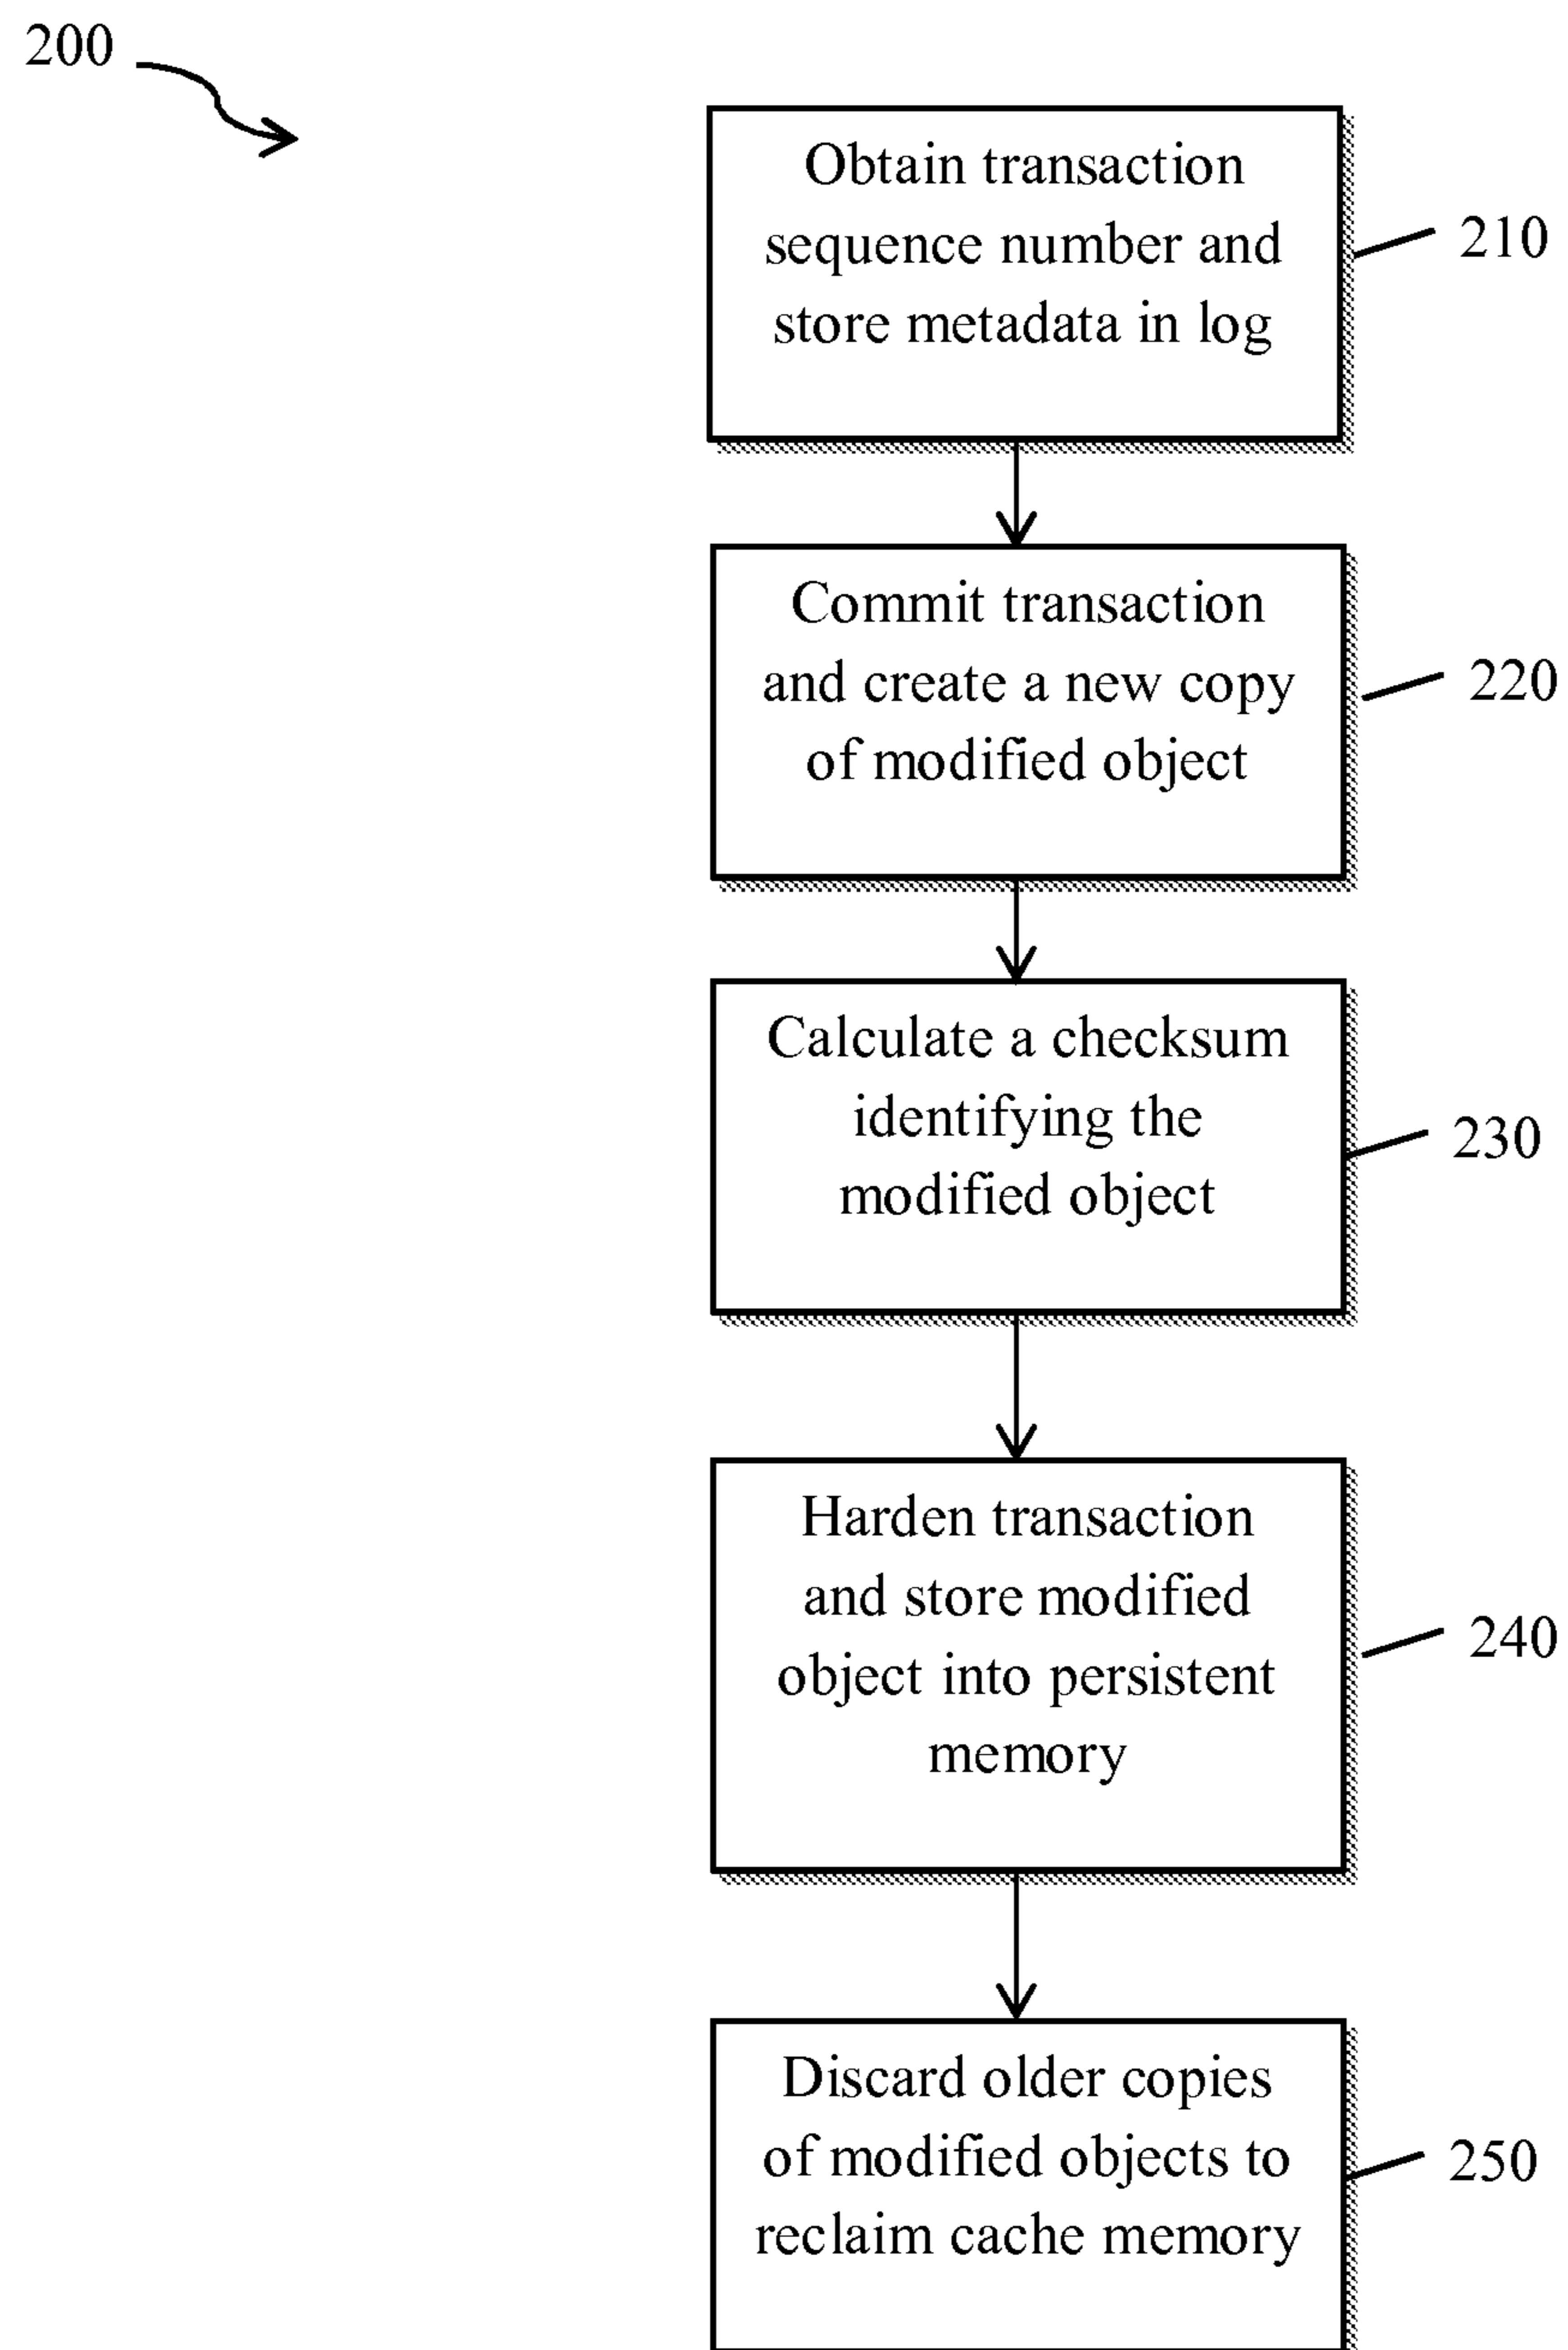 200
Obtain transaction
sequence number and
store metadata in log
210
Commit transaction
and create a new copy
of modified object
220
Calculate a checksum
identifying the
modified object
230
Harden transaction
and store modified
object into persistent
memory
240
Discard older copies
of modified objects to
reclaim cache memory
250